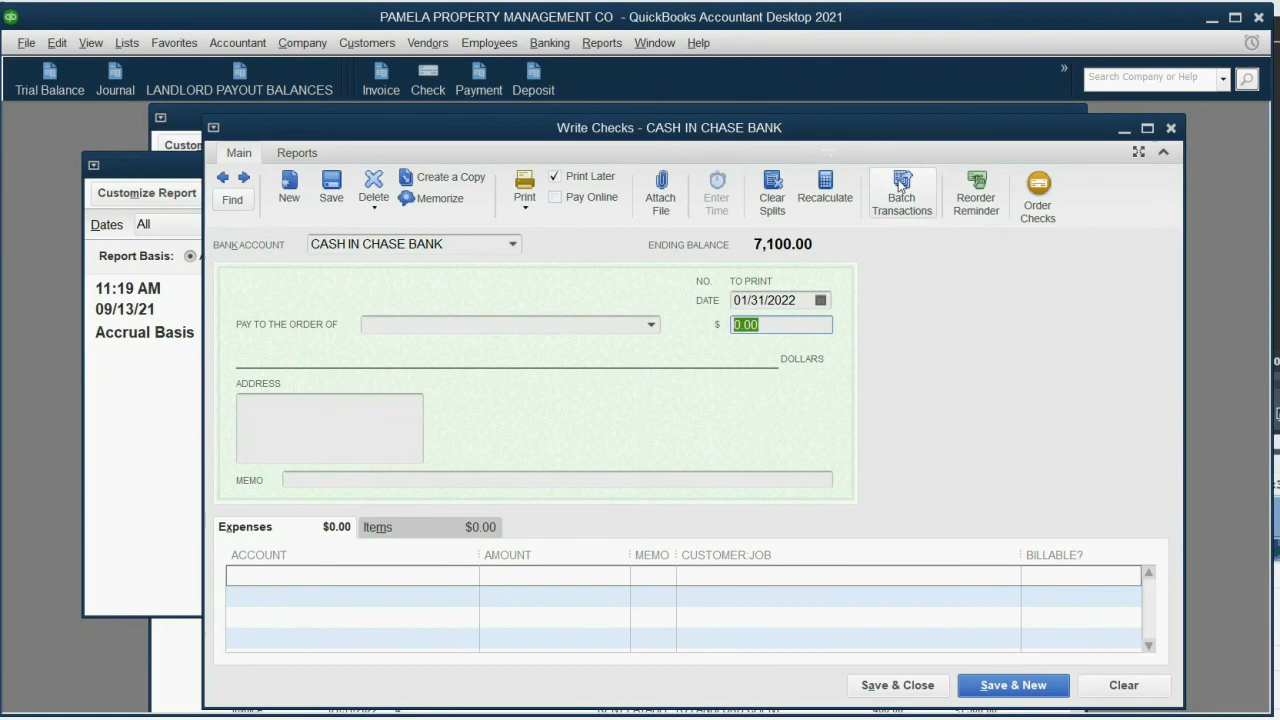 qb
PAMELA PROPERTY MANAGEMENT CO - QuickBooks Accountant Desktop 2021
File Edit View Lists Favorites Accountant Company Customers Vendors Employees Banking Reports Window Help
Trial Balance Journal LANDLORD PAYOUT BALANCES Invoice Check Payment Deposit » Search Company or Help
Write Checks - CASH IN CHASE BANK
Custom
Main Reports
Customize Report
Find New Save Delete Create a Copy Memorize Print Print Later Pay Online Attach File Enter Time Clear Splits Recalculate Batch Transactions Reorder Reminder Order Checks
Dates All
BANK ACCOUNT CASH IN CHASE BANK ENDING BALANCE 7,100.00
Report Basis:
11:19 AM
09/13/21
Accrual Basis
NO. TO PRINT
DATE 01/31/2022
PAY TO THE ORDER OF $ 0.00
DOLLARS
ADDRESS
MEMO
Expenses $0.00 Items $0.00
ACCOUNT AMOUNT MEMO CUSTOMER:JOB BILLABLE?
Save & Close Save & New Clear